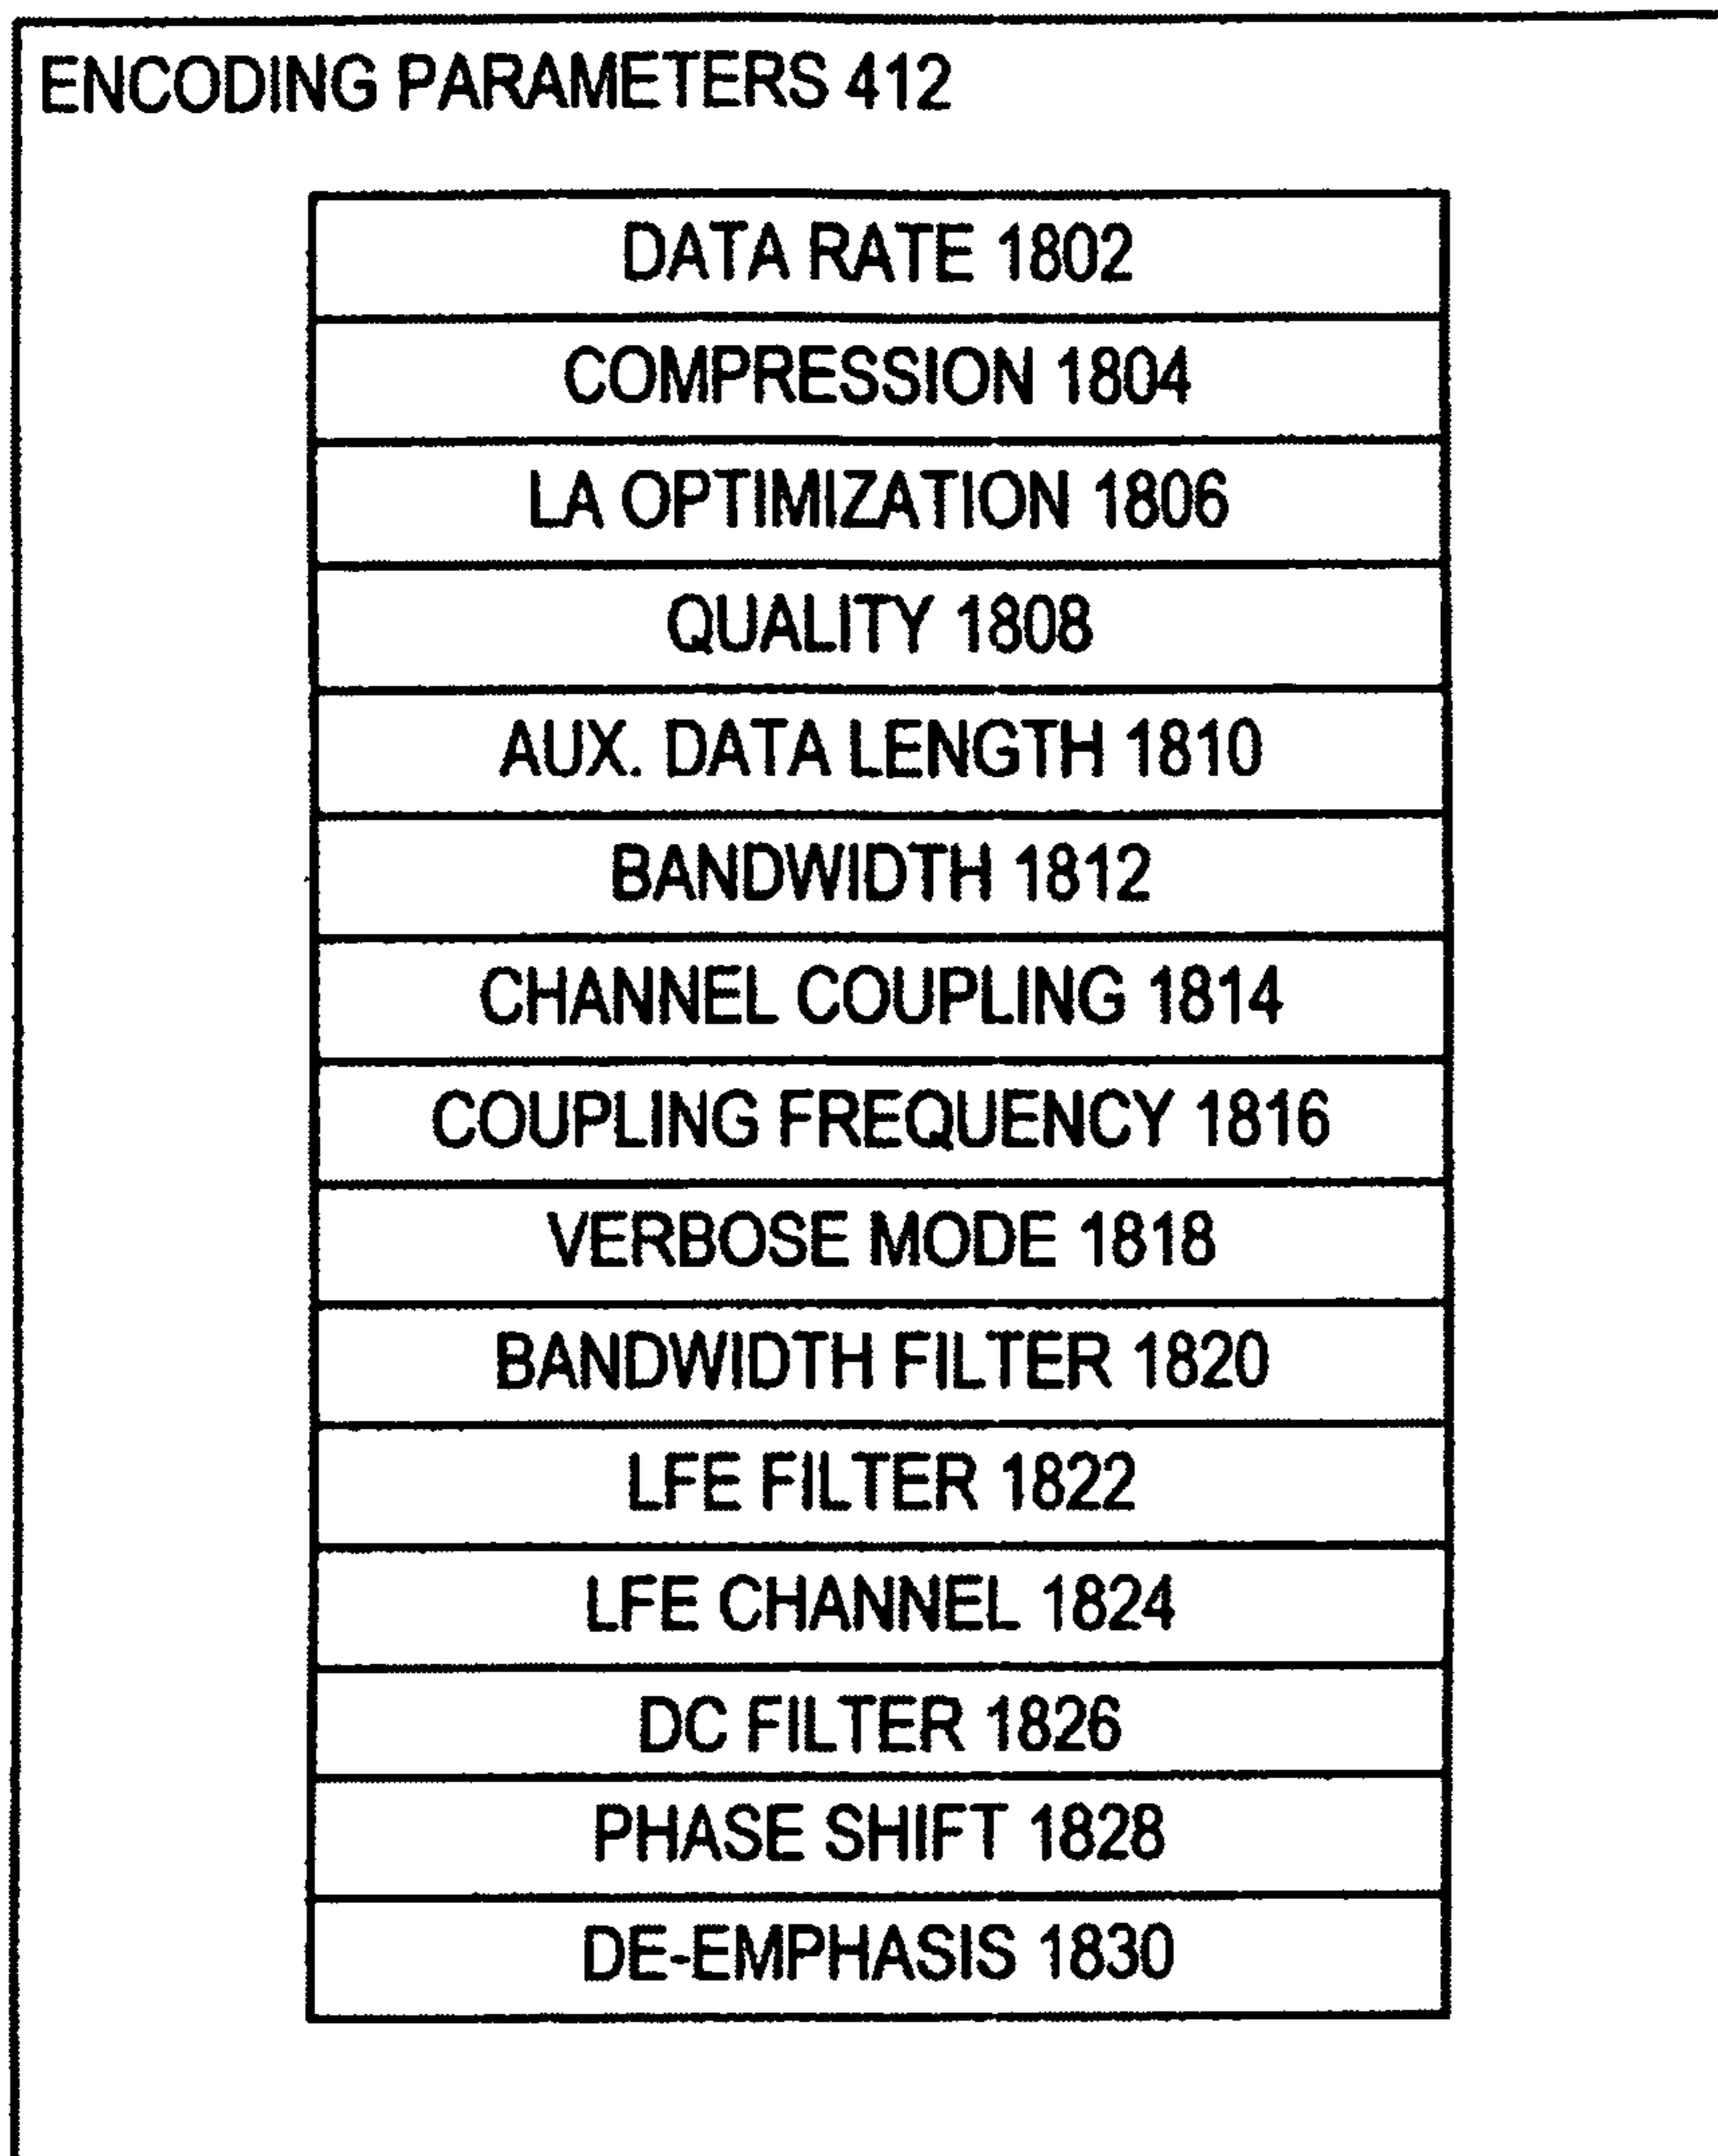 ENCODING PARAMETERS 412
DATA RATE 1802
COMPRESSION 1804
LA OPTIMIZATION 1806
QUALITY 1808
AUX. DATA LENGTH 1810
BANDWIDTH 1812
CHANNEL COUPLING 1814
COUPLING FREQUENCY 1816
VERBOSE MODE 1818
BANDWIDTH FILTER 1820
LFE FILTER 1822
LFE CHANNEL 1824
DC FILTER 1826
PHASE SHIFT 1828
DE-EMPHASIS 1830